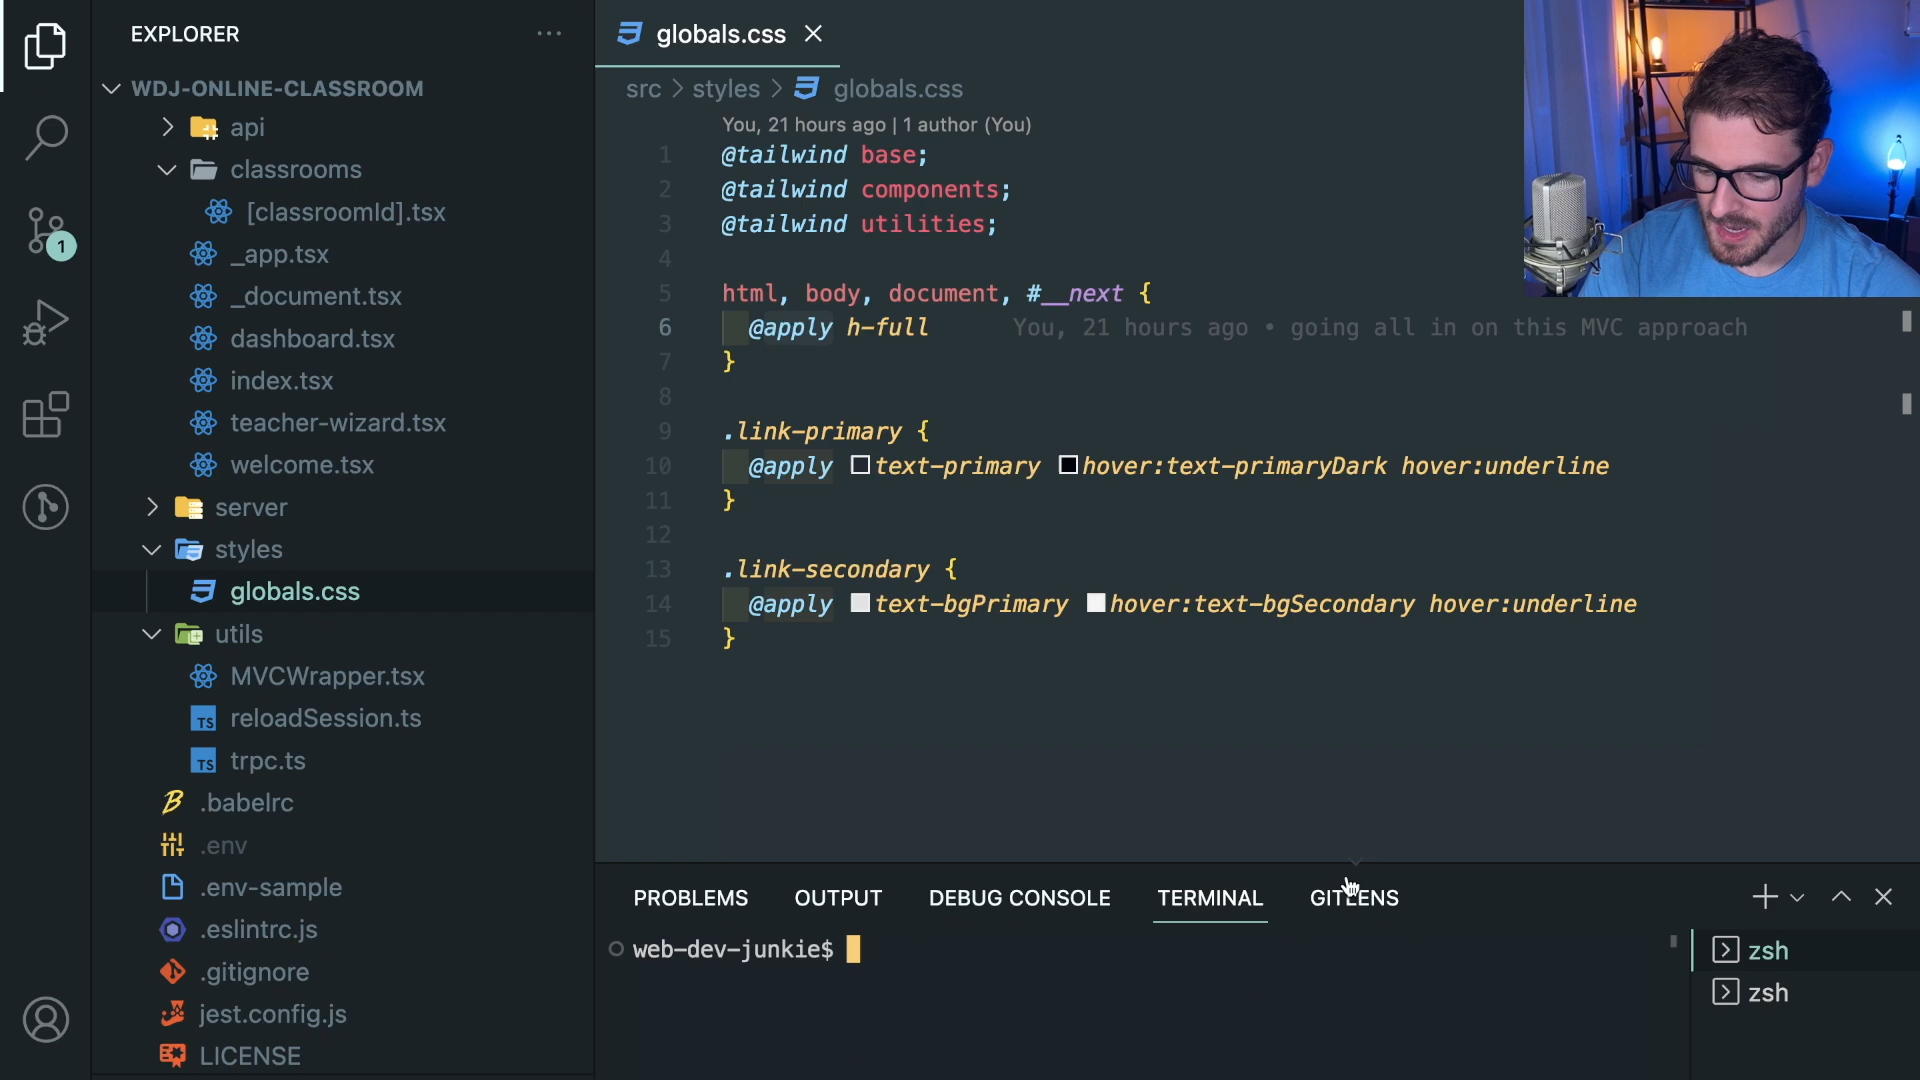 EXPLORER
WDJ-ONLINE-CLASSROOM
api
classrooms
[classroomId].tsx
_app.tsx
_document.tsx
dashboard.tsx
index.tsx
teacher-wizard.tsx
welcome.tsx
server
styles
globals.css
utils
MVCWrapper.tsx
reloadSession.ts
trpc.ts
.babelrc
.env
.env-sample
.eslintrc.js
.gitignore
jest.config.js
LICENSE
1
globals.css
src > styles > globals.css
You, 21 hours ago | 1 author (You)
1 @tailwind base;
2 @tailwind components;
3 @tailwind utilities;
4
5 html, body, document, #__next {
6 @apply h-full You, 21 hours ago • going all in on this MVC approach
7 }
8
9 .link-primary {
10 @apply text-primary hover:text-primaryDark hover:underline
11 }
12
13 .link-secondary {
14 @apply text-bgPrimary hover:text-bgSecondary hover:underline
15 }
PROBLEMS OUTPUT DEBUG CONSOLE TERMINAL GITLENS
web-dev-junkie$
zsh
zsh